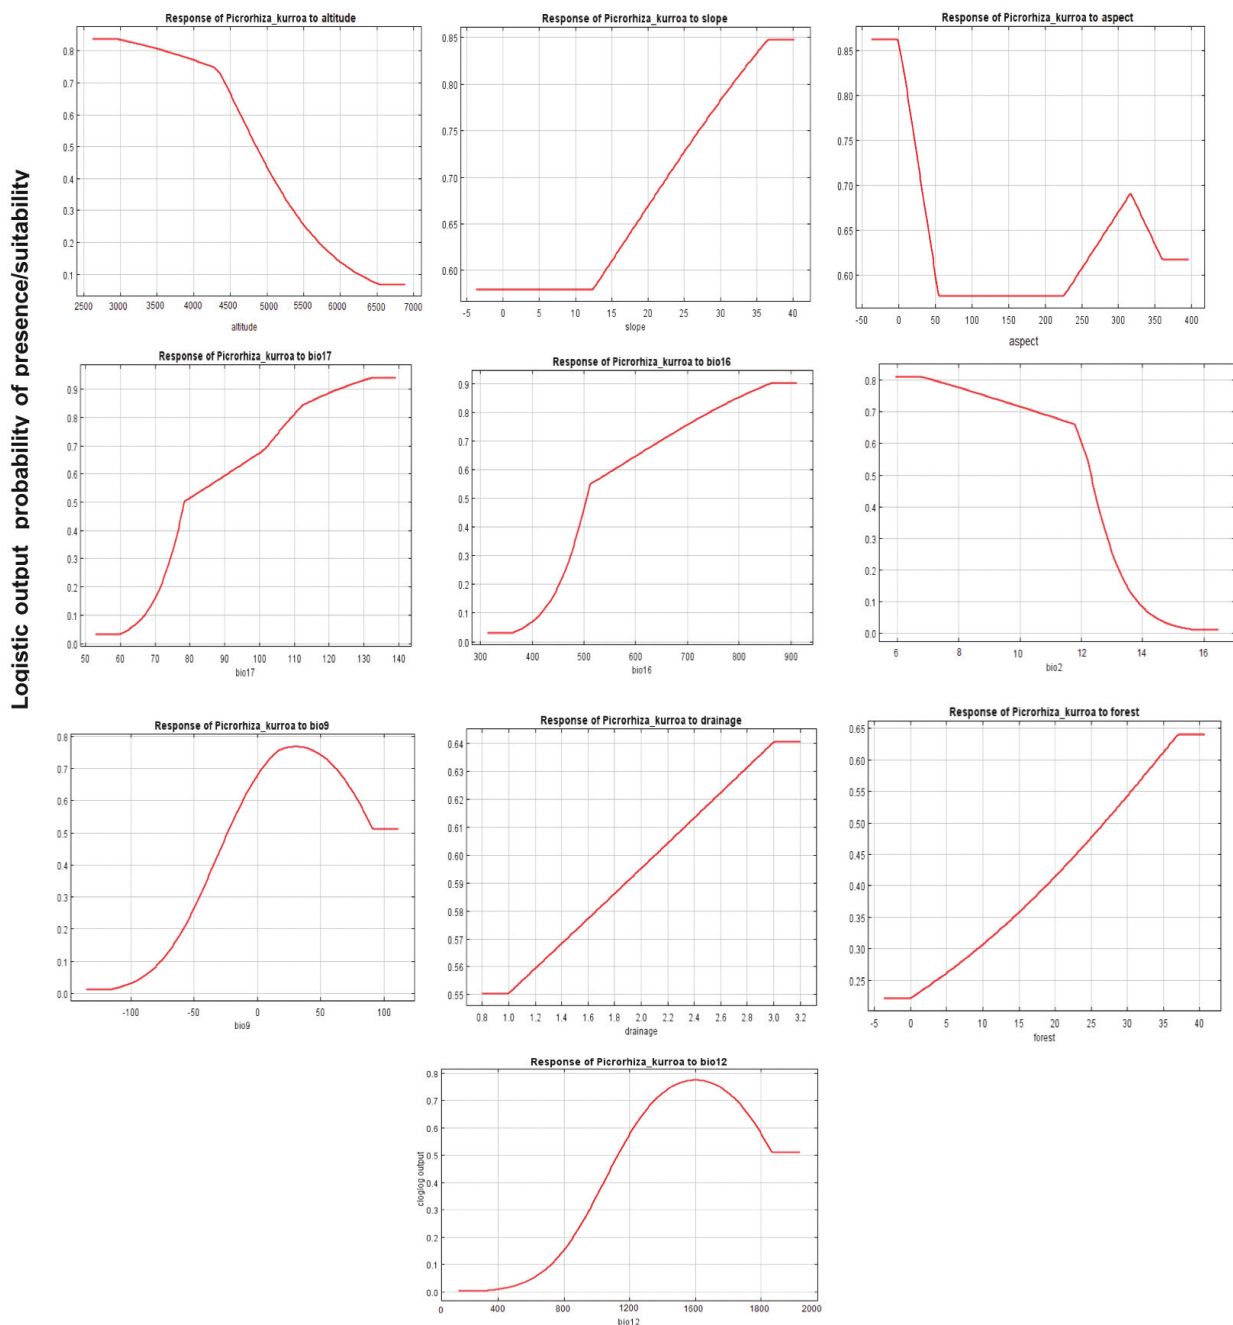 Logistic output probability of presence/suitability
Response of Picrorhiza_kurroa to altitude
0.8
0.7
0.6
0.5
0.4
0.3
0.2
0.1
2500 3000 3500 4000 4500 5000 5500 6000 6500 7000
altitude
Response of Picrorhiza_kurroa to slope
0.85
0.80
0.75
0.70
0.65
0.60
-5 0 5 10 15 20 25 30 35 40
slope
Response of Picrorhiza_kurroa to aspect
0.85
0.80
0.75
0.70
0.65
0.60
-50 0 50 100 150 200 250 300 350 400
aspect
Response of Picrorhiza_kurroa to bio17
0.9
0.8
0.7
0.6
0.5
0.4
0.3
0.2
0.1
0.0
50 60 70 80 90 100 110 120 130 140
bio17
Response of Picrorhiza_kurroa to bio16
0.9
0.8
0.7
0.6
0.5
0.4
0.3
0.2
0.1
0.0
300 400 500 600 700 800 900
bio16
0.8
0.7
0.6
0.5
0.4
0.3
0.2
0.1
0.0
6 8 10 12 14 16
bio2
Response of Picrorhiza_kurroa to bio9
0.8
0.7
0.6
0.5
0.4
0.3
0.2
0.1
0.0
-100 -50 0 50 100
bio9
Response of Picrorhiza_kurroa to drainage
0.64
0.63
0.62
0.61
0.60
0.59
0.58
0.57
0.56
0.55
0.8 1.0 1.2 1.4 1.6 1.8 2.0 2.2 2.4 2.6 2.8 3.0 3.2
drainage
Response of Picrorhiza_kurroa to forest
0.65
0.60
0.55
0.50
0.45
0.40
0.35
0.30
0.25
-5 0 5 10 15 20 25 30 35 40
forest
Response of Picrorhiza_kurroa to bio12
cloglog output
0.8
0.7
0.6
0.5
0.4
0.3
0.2
0.1
0.0
0 400 800 1200 1600 1800 2000
bio12